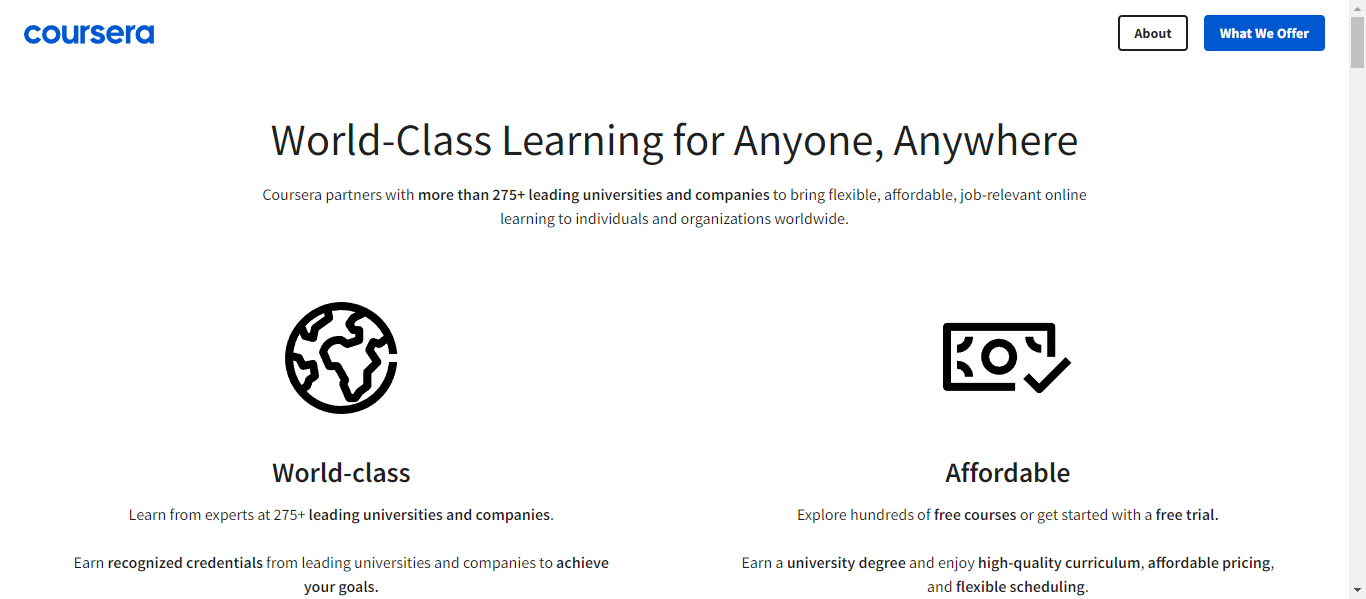 coursera
About
What We Offer
World-Class Learning for Anyone, Anywhere
Coursera partners with more than 275+ leading universities and companies to bring flexible, affordable, job-relevant online
learning to individuals and organizations worldwide.
World-class
Learn from experts at 275+ leading universities and companies.
Earn recognized credentials from leading universities and companies to achieve
your goals.
Affordable
Explore hundreds of free courses or get started with a free trial.
Earn a university degree and enjoy high-quality curriculum, affordable pricing,
and flexible scheduling.